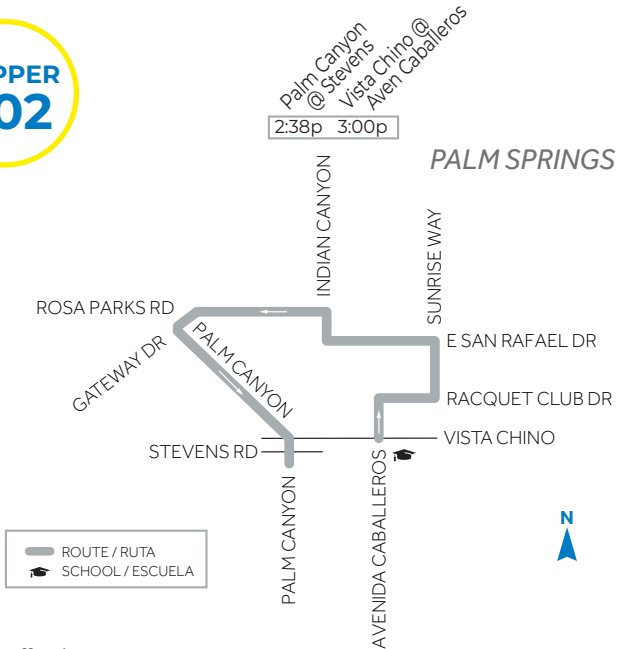 PPER
02
Palm Canyon
@ Stevens
Vista Chino @
Aven Caballeros
2:38p 3:00p
PALM SPRINGS
INDIAN CANYON
SUNRISE WAY
ROSA PARKS RD
GATEWAY DR
PALM CANYON
E SAN RAFAEL DR
RACQUET CLUB DR
VISTA CHINO
STEVENS RD
PALM CANYON
AVENIDA CABALLEROS
N
ROUTE / RUTA
SCHOOL / ESCUELA